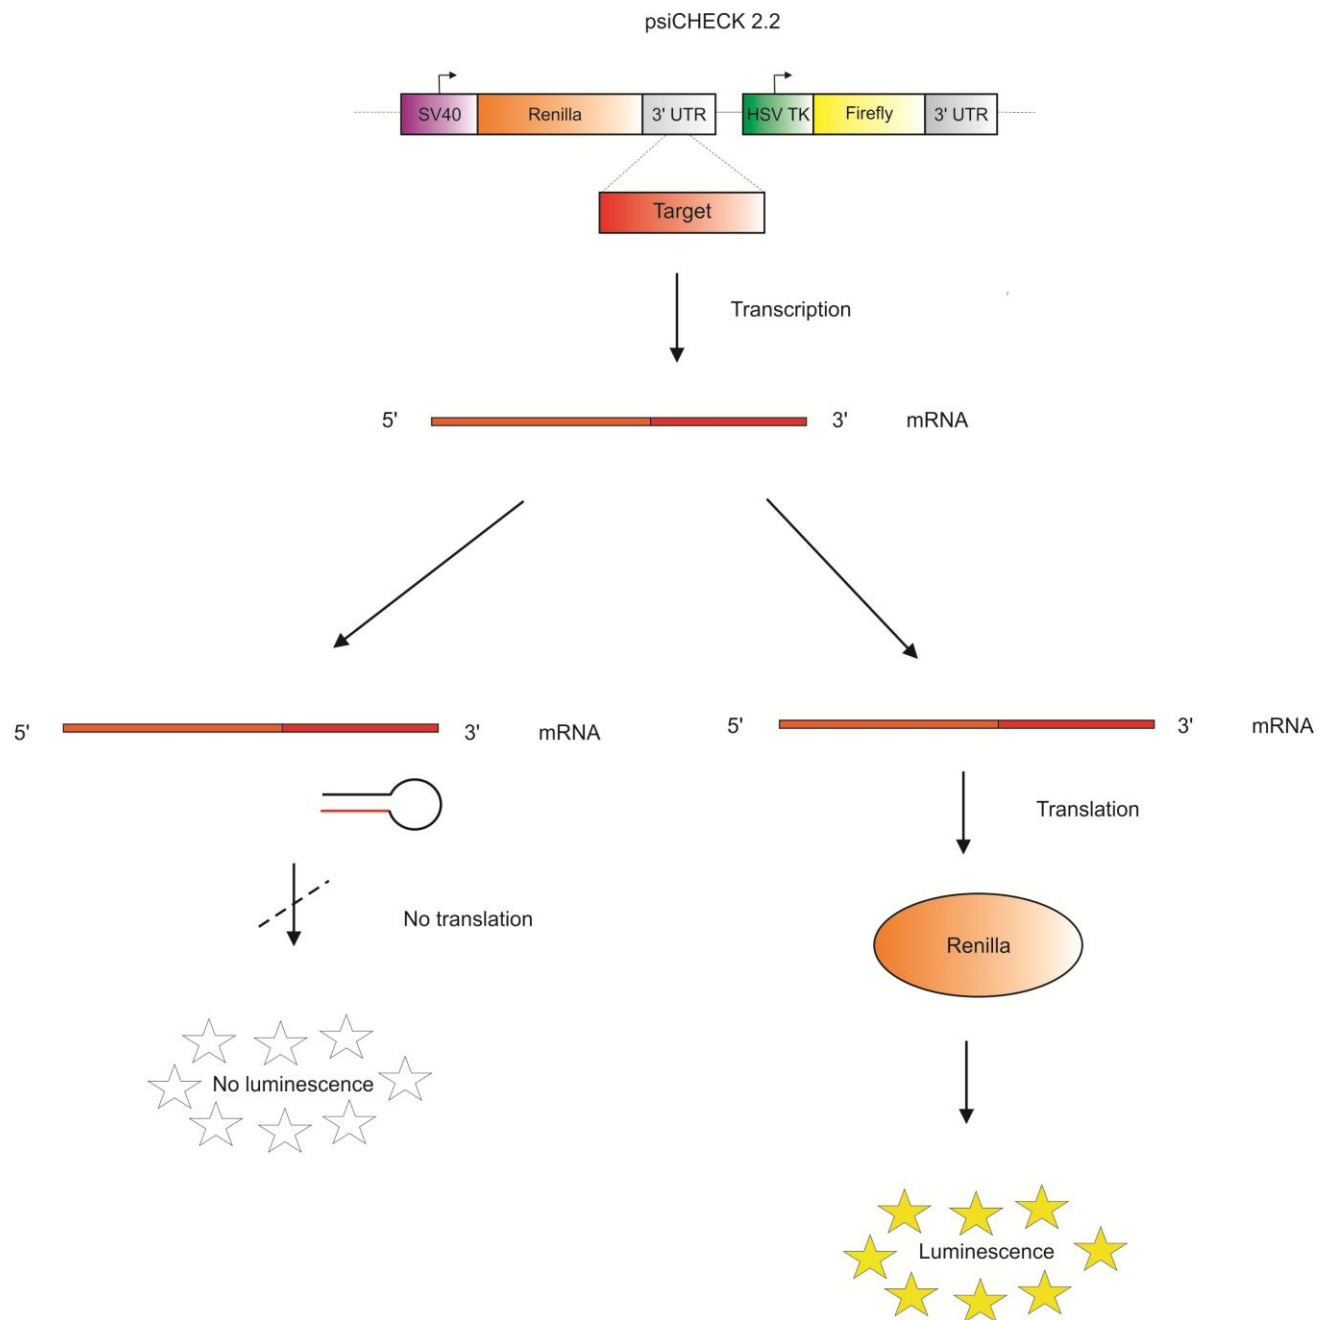 psiCHECK 2.2
SV40 Renilla 3' UTR HSV TK Firefly 3' UTR
Target
Transcription
5' 3' mRNA
5' 3' mRNA 5' 3' mRNA
Translation
No translation
Renilla
No luminescence
Luminescence